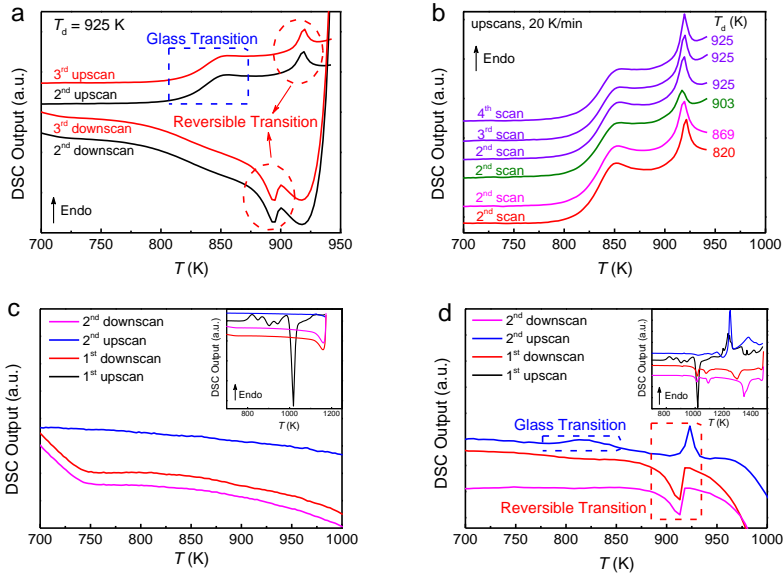 a
T_d = 925 K
Glass Transition
3rd upscan
2nd upscan
3rd downscan
Reversible Transition
2nd downscan
Endo
DSC Output (a.u.)
700 750 800 850 900 950
T (K)
b
upscans, 20 K/min
T_d (K)
Endo
925
925
925
903
869
820
4th scan
3rd scan
2nd scan
2nd scan
2nd scan
2nd scan
DSC Output (a.u.)
700 750 800 850 900 950 1000
T (K)
c
2nd downscan
2nd upscan
1st downscan
1st upscan
DSC Output (a.u.)
Endo
800 1000 1200
T (K)
DSC Output (a.u.)
700 750 800 850 900 950 1000
T (K)
d
2nd downscan
2nd upscan
1st downscan
1st upscan
DSC Output (a.u.)
Endo
800 1000 1200 1400
T (K)
Glass Transition
Reversible Transition
DSC Output (a.u.)
700 750 800 850 900 950 1000
T (K)